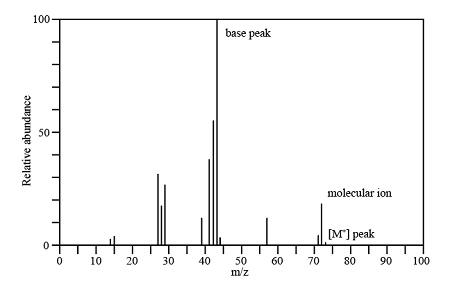 100
base peak
Relative abundance
50
molecular ion
[M⁺] peak
0
0 10 20 30 40 50 60 70 80 90 100
m/z